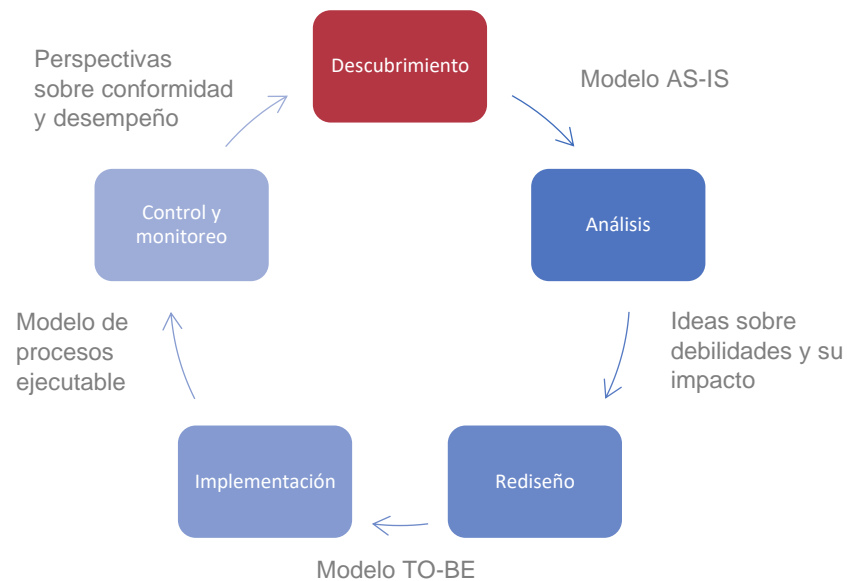 Descubrimiento
Modelo AS-IS
Análisis
Ideas sobre
debilidades y su
impacto
Rediseño
Modelo TO-BE
Implementación
Modelo de
procesos
ejecutable
Control y
monitoreo
Perspectivas
sobre conformidad
y desempeño